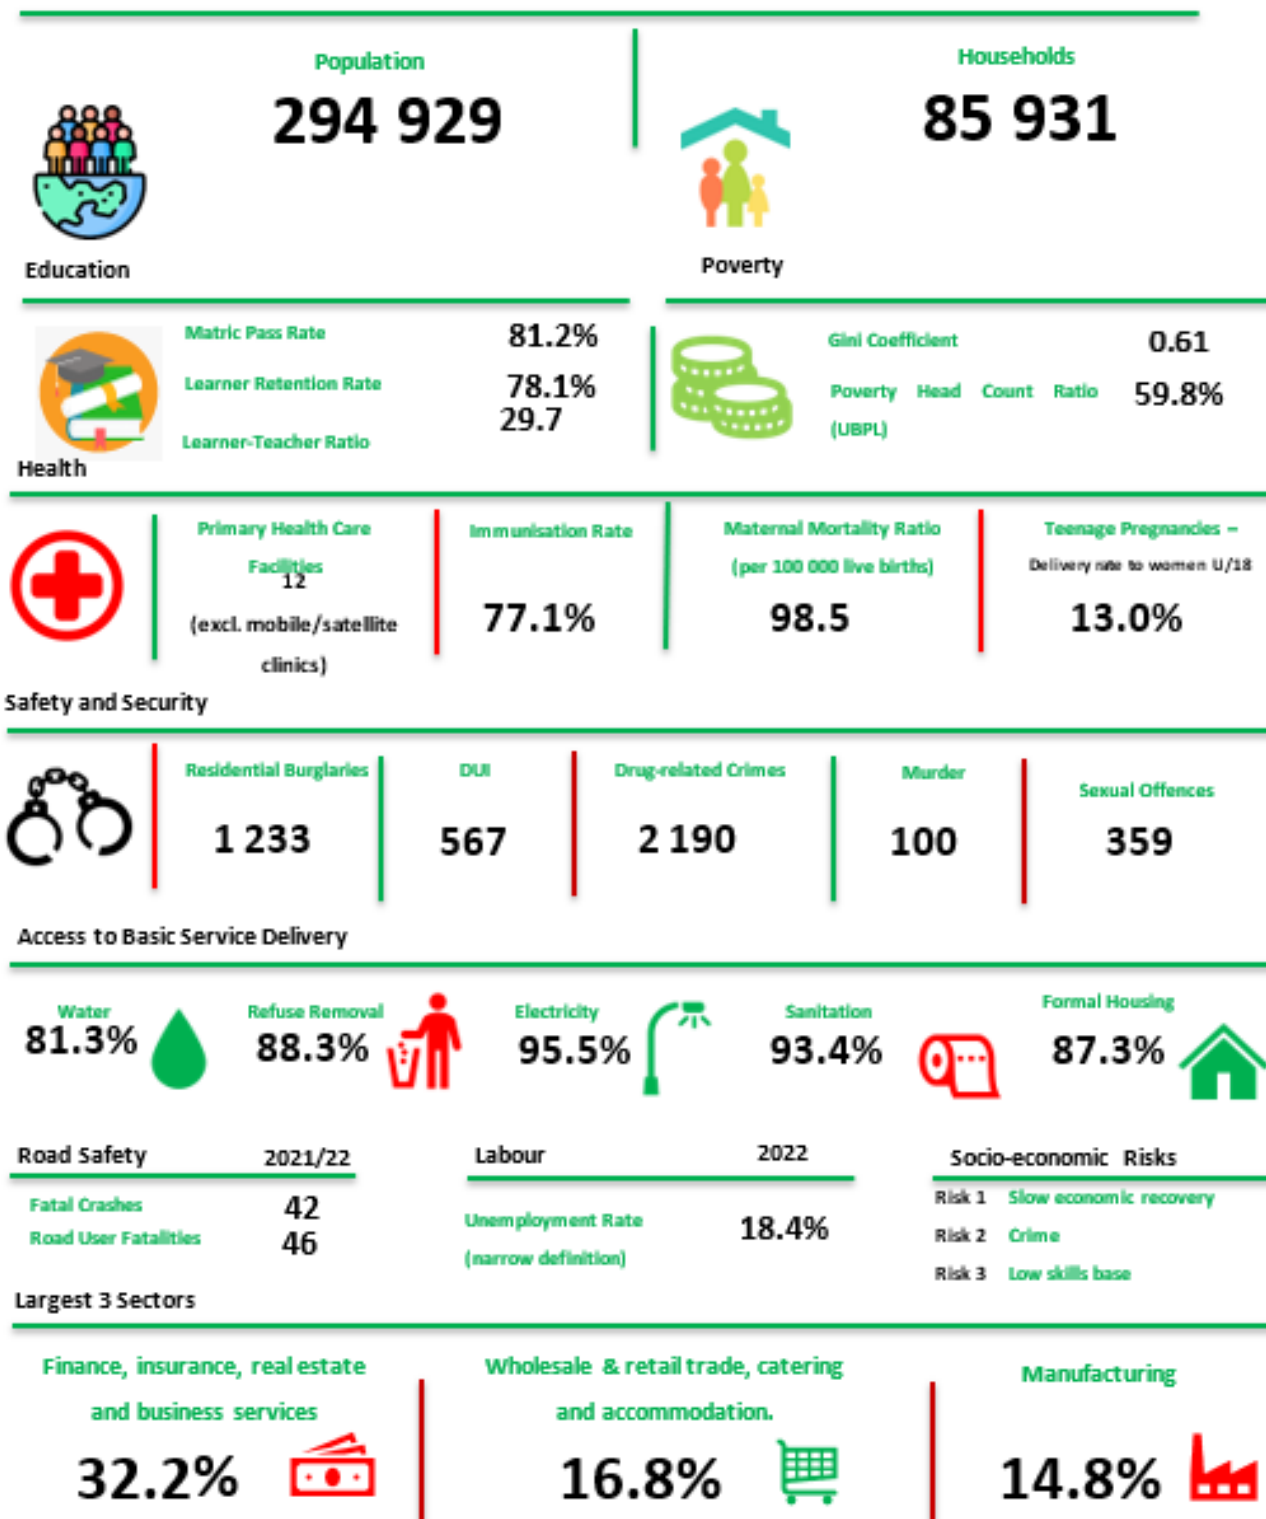 Population
294 929
Households
85 931
Education
Poverty
Matric Pass Rate 81.2%
Learner Retention Rate 78.1%
29.7
Learner-Teacher Ratio
Gini Coefficient 0.61
Poverty Head Count Ratio 59.8%
(UBPL)
Health
Primary Health Care
Facilities
12
(excl. mobile/satellite
clinics)
Immunisation Rate
77.1%
Maternal Mortality Ratio
(per 100 000 live births)
98.5
Teenage Pregnancies –
Delivery rate to women U/18
13.0%
Safety and Security
Residential Burglaries
1 233
DUI
567
Drug-related Crimes
2 190
Murder
100
Sexual Offences
359
Access to Basic Service Delivery
Water
81.3%
Refuse Removal
88.3%
Electricity
95.5%
Sanitation
93.4%
Formal Housing
87.3%
Road Safety 2021/22
Fatal Crashes 42
Road User Fatalities 46
Labour 2022
Unemployment Rate 18.4%
(narrow definition)
Socio-economic Risks
Risk 1 Slow economic recovery
Risk 2 Crime
Risk 3 Low skills base
Largest 3 Sectors
Finance, insurance, real estate
and business services
32.2%
Wholesale & retail trade, catering
and accommodation.
16.8%
Manufacturing
14.8%